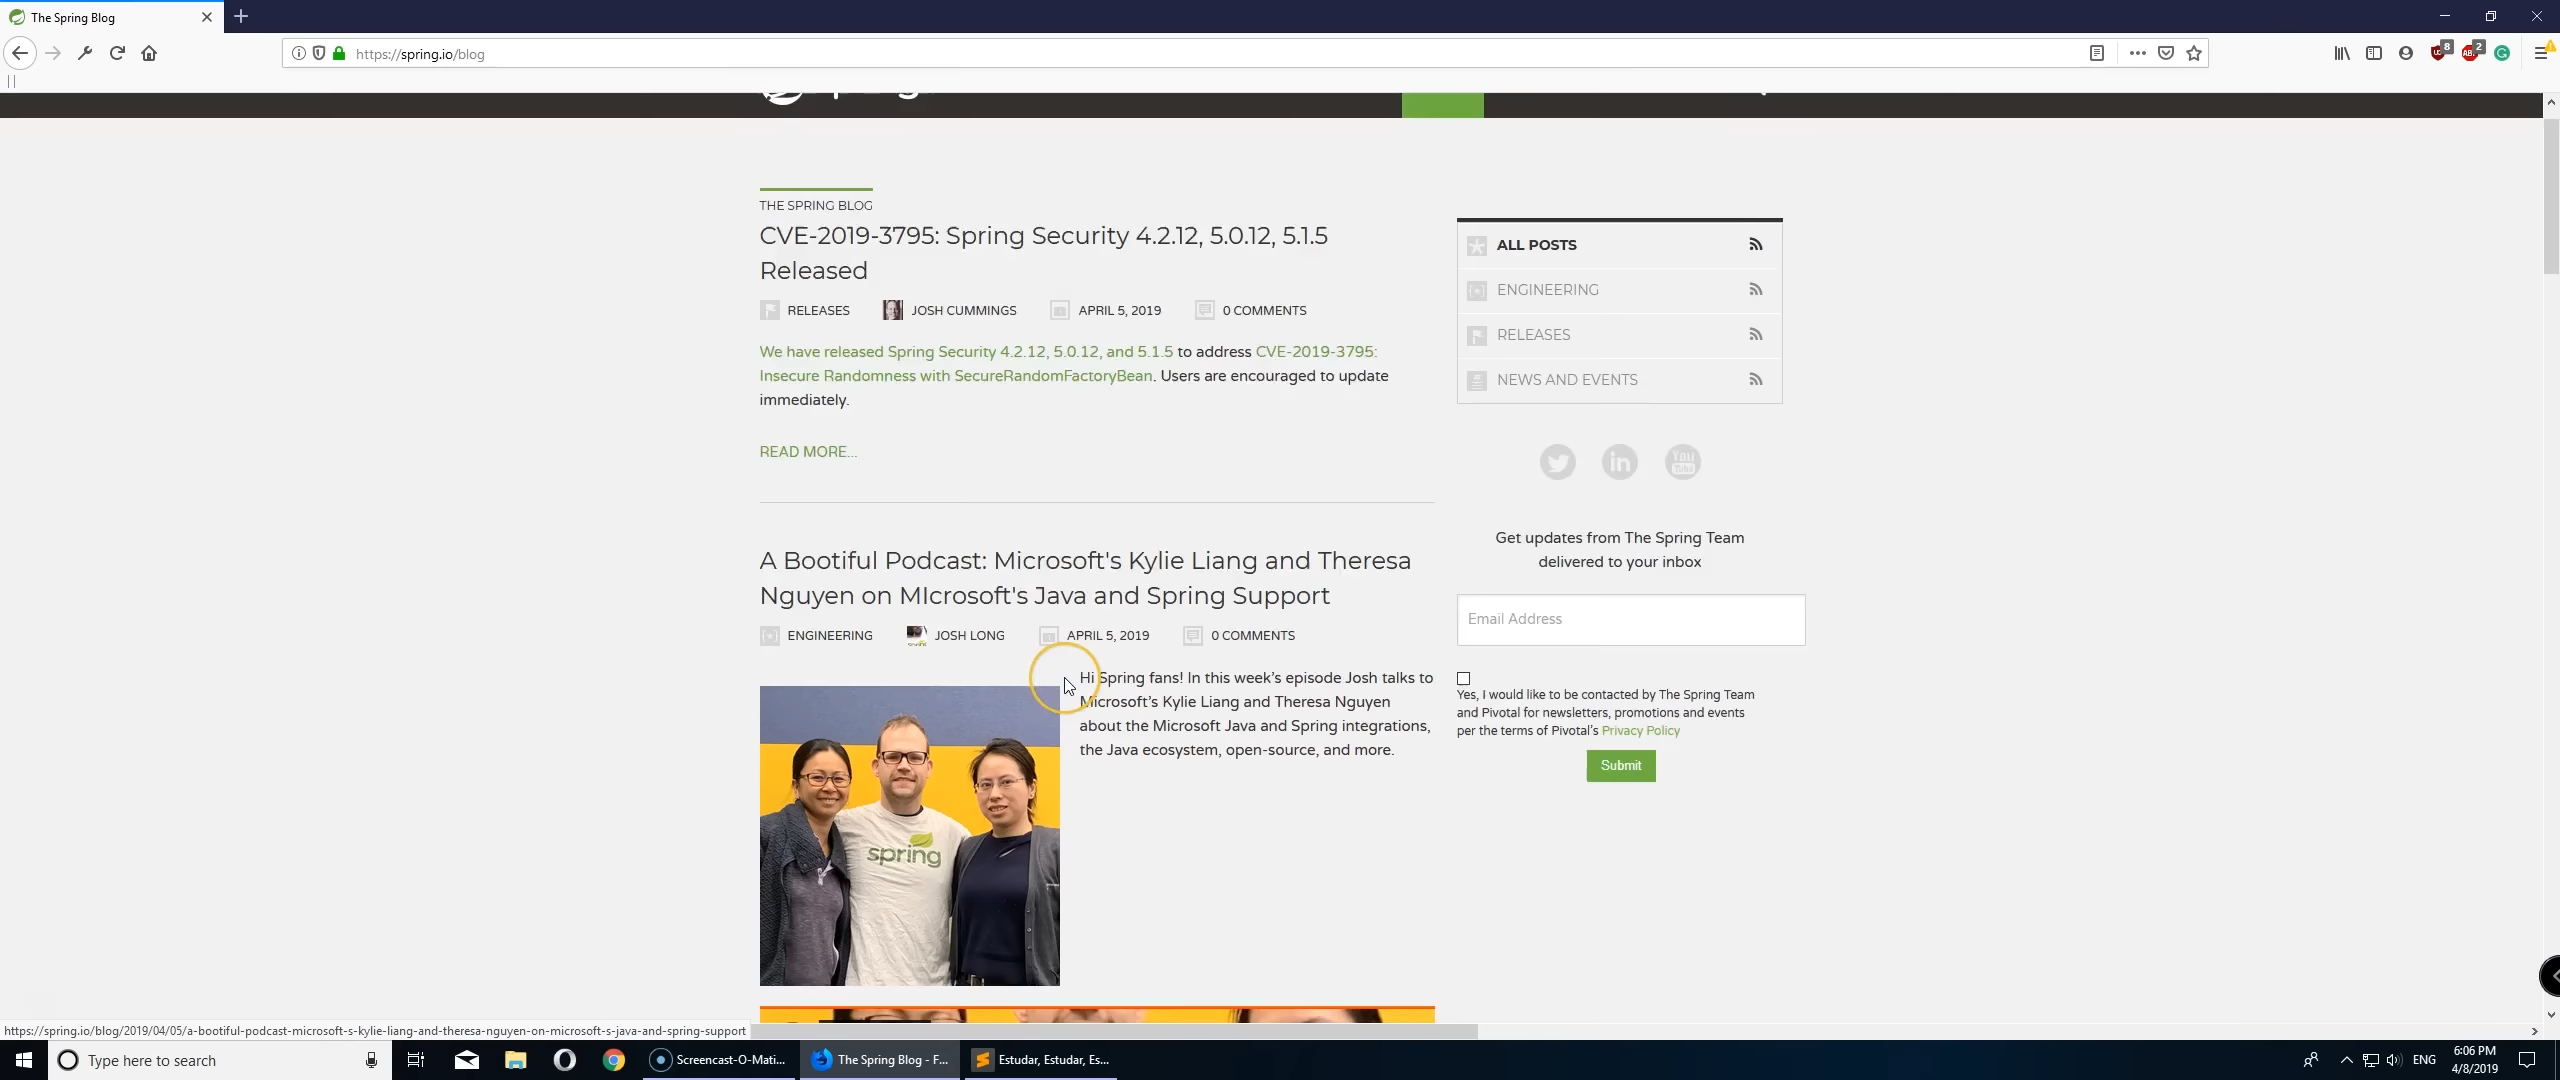 The Spring Blog
https://spring.io/blog
8
2
THE SPRING BLOG
CVE-2019-3795: Spring Security 4.2.12, 5.0.12, 5.1.5
Released
RELEASES JOSH CUMMINGS APRIL 5, 2019 0 COMMENTS
We have released Spring Security 4.2.12, 5.0.12, and 5.1.5 to address CVE-2019-3795:
Insecure Randomness with SecureRandomFactoryBean. Users are encouraged to update
immediately.
READ MORE...
A Bootiful Podcast: Microsoft's Kylie Liang and Theresa
Nguyen on MIcrosoft's Java and Spring Support
ENGINEERING JOSH LONG APRIL 5, 2019 0 COMMENTS
Hi Spring fans! In this week's episode Josh talks to
Microsoft's Kylie Liang and Theresa Nguyen
about the Microsoft Java and Spring integrations,
the Java ecosystem, open-source, and more.
spring
ALL POSTS
ENGINEERING
RELEASES
NEWS AND EVENTS
in
You
Tube
Get updates from The Spring Team
delivered to your inbox
Email Address
Yes, I would like to be contacted by The Spring Team
and Pivotal for newsletters, promotions and events
per the terms of Pivotal's Privacy Policy
Submit
https://spring.io/blog/2019/04/05/a-bootiful-podcast-microsoft-s-kylie-liang-and-theresa-nguyen-on-microsoft-s-java-and-spring-support
Type here to search
Screencast-O-Mati...
The Spring Blog - F...
Estudar, Estudar, Es...
ENG
6:06 PM
4/8/2019